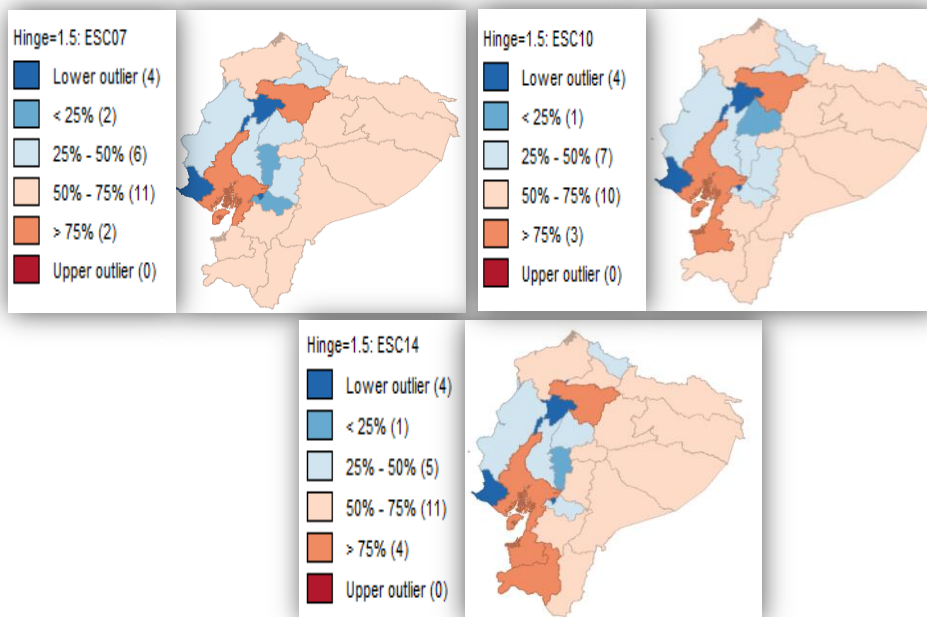 Hinge=1.5: ESC07
Lower outlier (4)
< 25% (2)
25% - 50% (6)
50% - 75% (11)
> 75% (2)
Upper outlier (0)
Hinge=1.5: ESC10
Lower outlier (4)
< 25% (1)
25% - 50% (7)
50% - 75% (10)
> 75% (3)
Upper outlier (0)
Hinge=1.5: ESC14
Lower outlier (4)
< 25% (1)
25% - 50% (5)
50% - 75% (11)
> 75% (4)
Upper outlier (0)